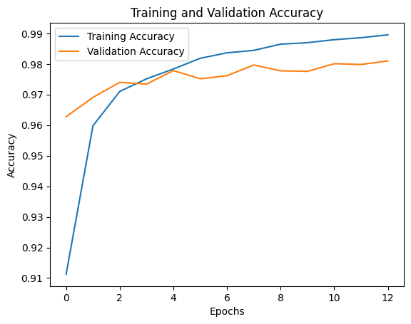 Training and Validation Accuracy
Training Accuracy
Validation Accuracy
Accuracy
0.99
0.98
0.97
0.96
0.95
0.94
0.93
0.92
0.91
0 2 4 6 8 10 12
Epochs